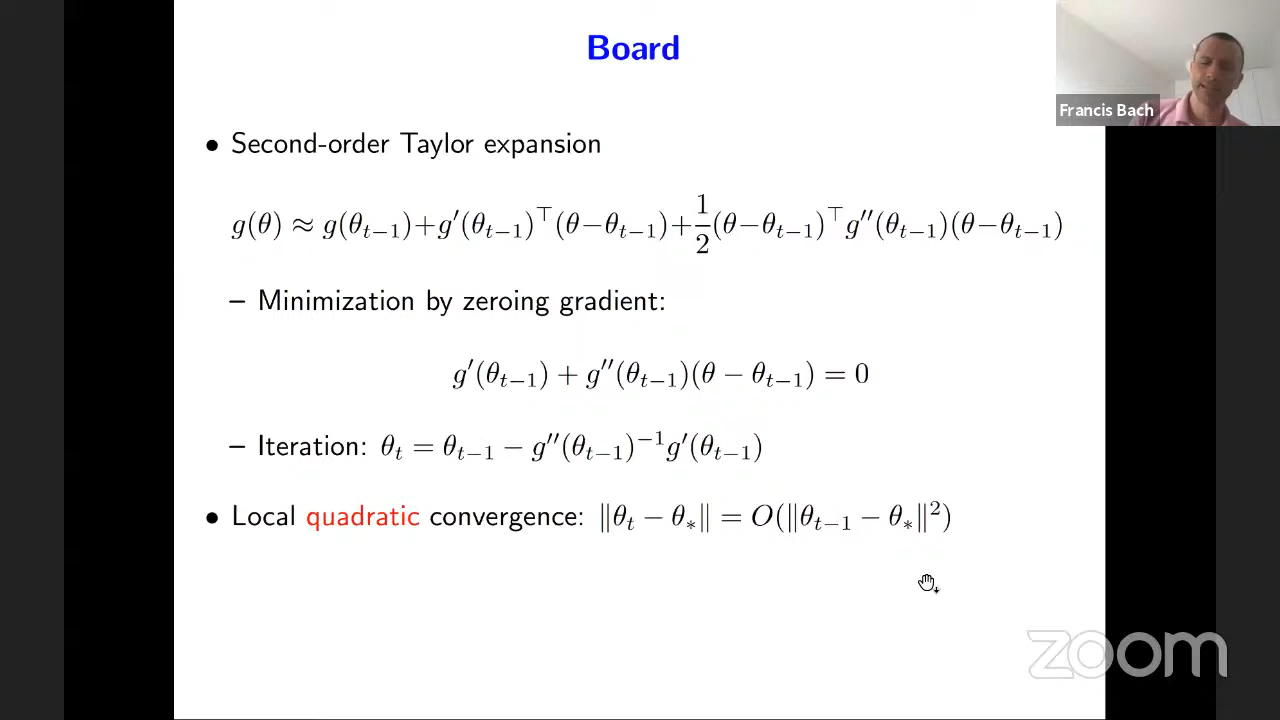 Board
Francis Bach
• Second-order Taylor expansion
g(θ) ≈ g(θ_{t−1})+g′(θ_{t−1})^⊤(θ−θ_{t−1})+\frac{1}{2}(θ−θ_{t−1})^⊤g′′(θ_{t−1})(θ−θ_{t−1})
– Minimization by zeroing gradient:
g′(θ_{t−1}) + g′′(θ_{t−1})(θ − θ_{t−1}) = 0
– Iteration: θ_t = θ_{t−1} − g′′(θ_{t−1})^{−1}g′(θ_{t−1})
• Local quadratic convergence: ‖θ_t − θ_*‖ = O(‖θ_{t−1} − θ_*‖^2)
zoom